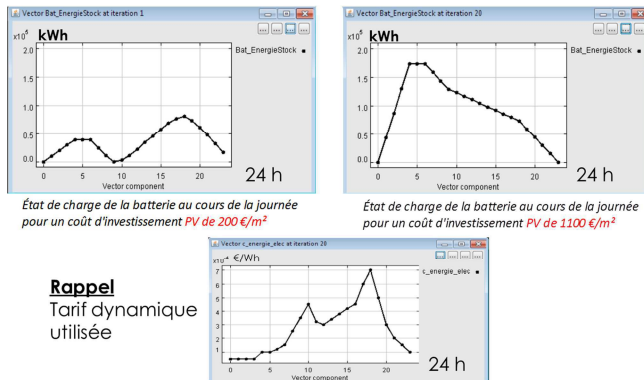 Vector Bat_EnergieStock at iteration 1
x10⁵ kWh
Bat_EnergieStock
2.0
1.5
1.0
0.5
0.0
0 5 10 15 20
Vector component
24 h
État de charge de la batterie au cours de la journée
pour un coût d'investissement PV de 200 €/m²
Vector Bat_EnergieStock at iteration 20
x10⁵ kWh
Bat_EnergieStock
2.0
1.5
1.0
0.5
0.0
0 5 10 15 20
Vector component
24 h
État de charge de la batterie au cours de la journée
pour un coût d'investissement PV de 1100 €/m²
Rappel
Tarif dynamique
utilisée
Vector c_energie_elec at iteration 20
x10⁻⁴ €/Wh
c_energie_elec
7
6
5
4
3
2
1
0 5 10 15 20
Vector component
24 h